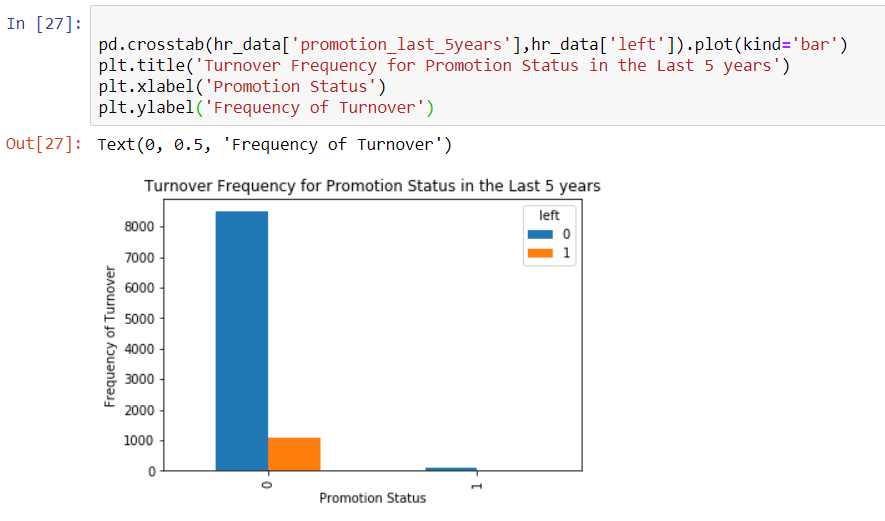 In [27]:
pd.crosstab(hr_data['promotion_last_5years'],hr_data['left']).plot(kind='bar')
plt.title('Turnover Frequency for Promotion Status in the Last 5 years')
plt.xlabel('Promotion Status')
plt.ylabel('Frequency of Turnover')
Out[27]: Text(0, 0.5, 'Frequency of Turnover')
Turnover Frequency for Promotion Status in the Last 5 years
left
0
1
8000
7000
6000
5000
4000
3000
2000
1000
0
Frequency of Turnover
0
1
Promotion Status